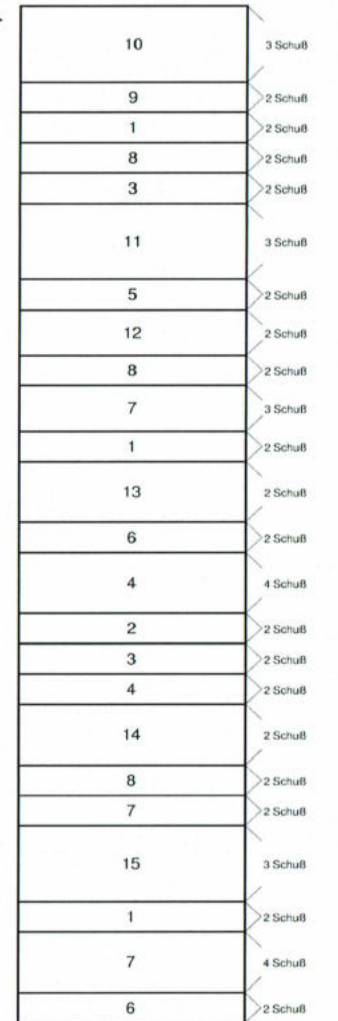 10 3 Schuß
9 2 Schuß
1 2 Schuß
8 2 Schuß
3 2 Schuß
11 3 Schuß
5 2 Schuß
12 2 Schuß
8 2 Schuß
7 3 Schuß
1 2 Schuß
13 2 Schuß
6 2 Schuß
4 4 Schuß
2 2 Schuß
3 2 Schuß
4 2 Schuß
14 2 Schuß
8 2 Schuß
7 2 Schuß
15 3 Schuß
1 2 Schuß
7 4 Schuß
6 2 Schuß